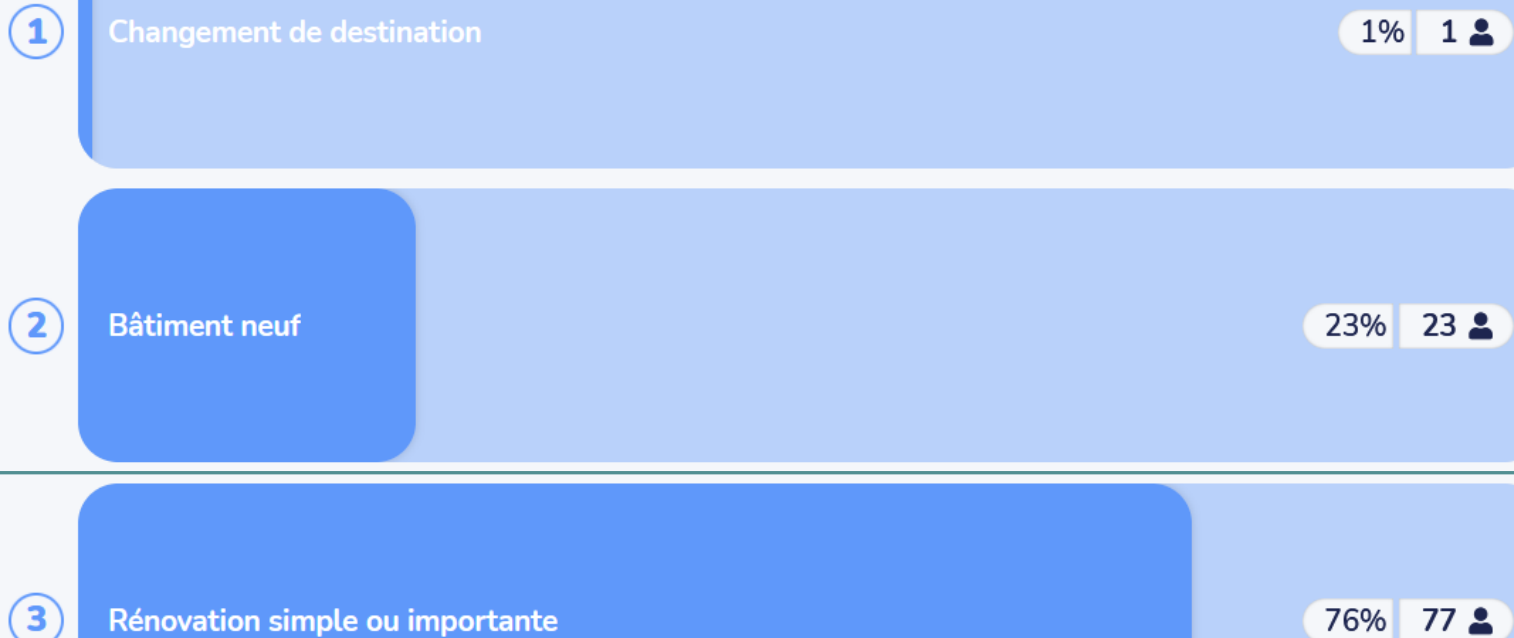 1 Changement de destination 1% 1
2 Bâtiment neuf 23% 23
3 Rénovation simple ou importante 76% 77